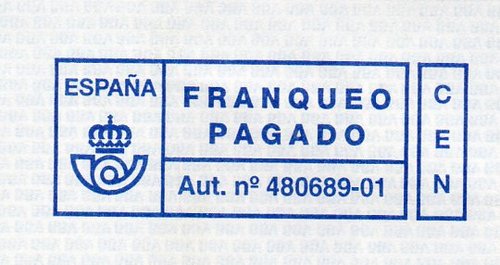 ESPAÑA
FRANQUEO
PAGADO
Aut. nº 480689-01
C
E
N